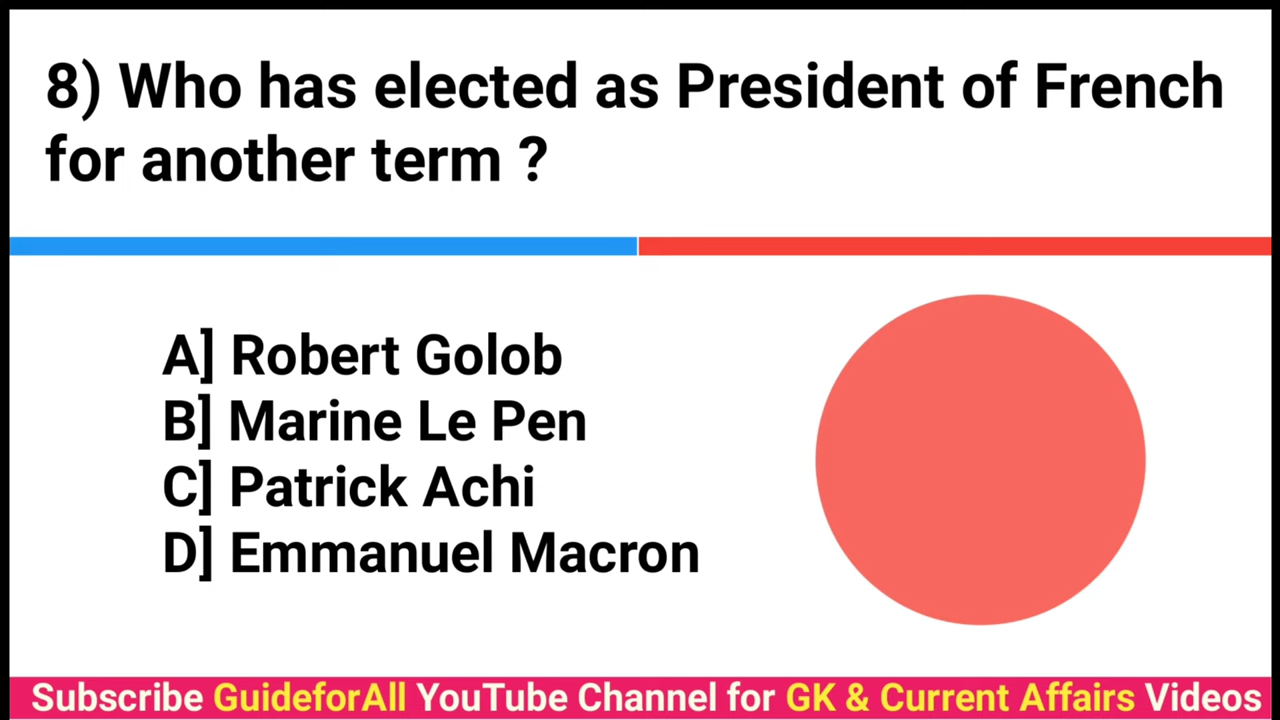 8) Who has elected as President of French
for another term ?
A] Robert Golob
B] Marine Le Pen
C] Patrick Achi
D] Emmanuel Macron
Subscribe GuideforAll YouTube Channel for GK & Current Affairs Videos